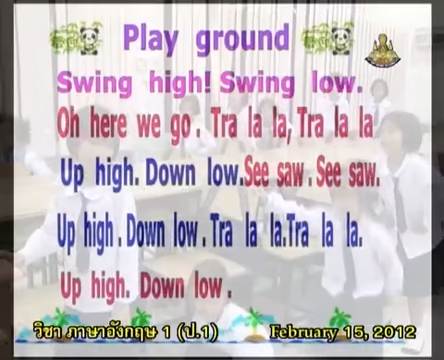 Play ground
Swing high! Swing low.
Oh here we go. Tra la la, Tra la la
Up high. Down low. See saw. See saw.
Up high. Down low. Tra la la. Tra la la.
Up high. Down low.
วิชา ภาษาอังกฤษ 1 (ป.1) February 15, 2012